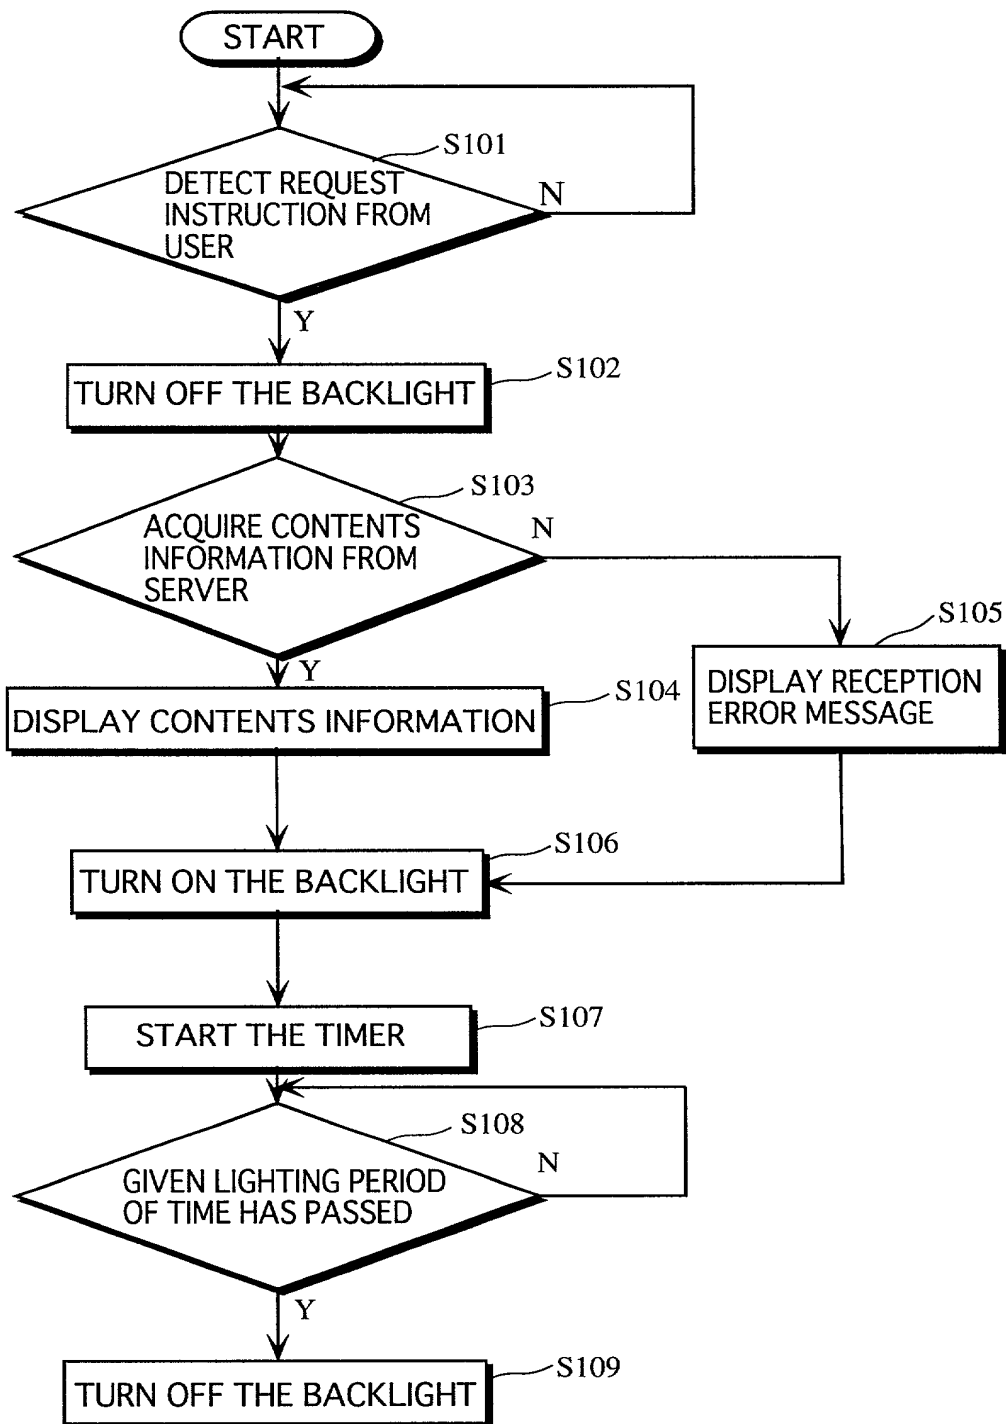 START
S101
DETECT REQUEST
INSTRUCTION FROM
USER
N
Y
S102
TURN OFF THE BACKLIGHT
S103
ACQUIRE CONTENTS
INFORMATION FROM
SERVER
N
Y
S105
DISPLAY RECEPTION
ERROR MESSAGE
S104
DISPLAY CONTENTS INFORMATION
S106
TURN ON THE BACKLIGHT
S107
START THE TIMER
S108
GIVEN LIGHTING PERIOD
OF TIME HAS PASSED
N
Y
S109
TURN OFF THE BACKLIGHT